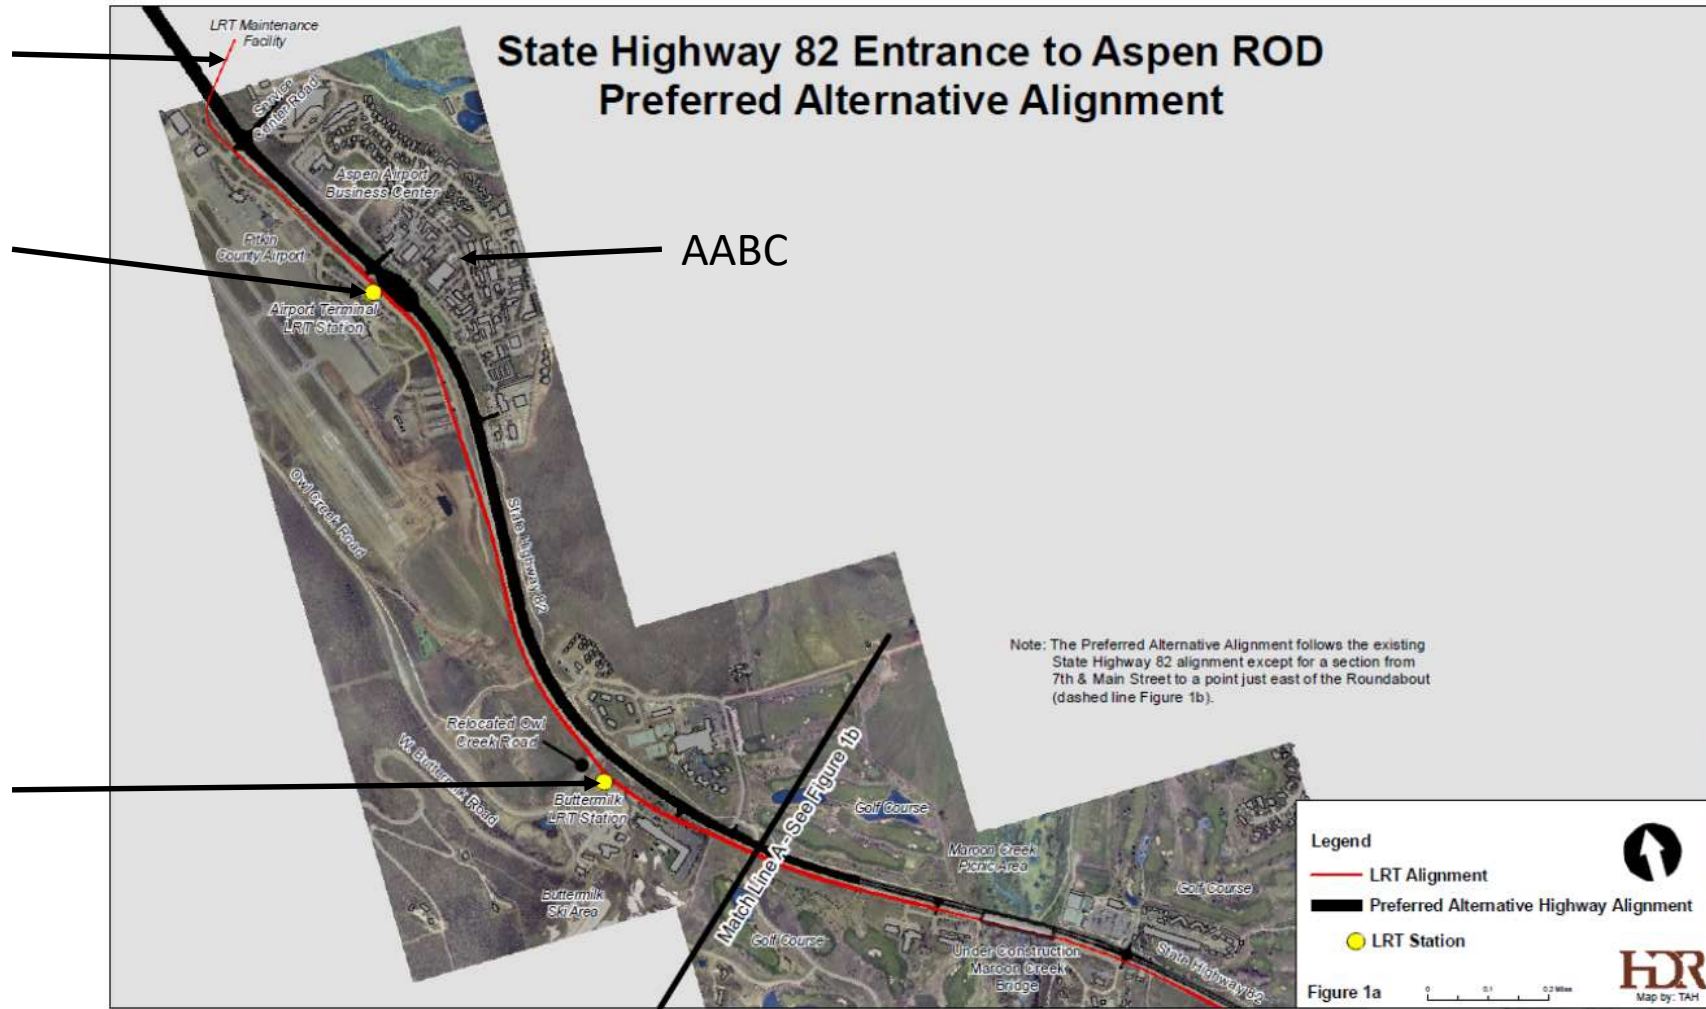 State Highway 82 Entrance to Aspen ROD
Preferred Alternative Alignment
LRT Maintenance
Facility
Service
Center Road
Aspen Airport
Business Center
AABC
Pitkin
County Airport
Airport Terminal
LRT Station
Owl Creek Road
State Highway 82
Note: The Preferred Alternative Alignment follows the existing
State Highway 82 alignment except for a section from
7th & Main Street to a point just east of the Roundabout
(dashed line Figure 1b).
Relocated Owl
Creek Road
W. Buttermilk Road
Buttermilk
LRT Station
Buttermilk
Ski Area
Match Line A - See Figure 1b
Golf Course
Maroon Creek
Picnic Area
Golf Course
Golf Course
Under Construction
Maroon Creek
Bridge
State Highway 82
Legend
LRT Alignment
Preferred Alternative Highway Alignment
LRT Station
Figure 1a
0 0.1 0.2 Miles
HDR
Map by: TAH